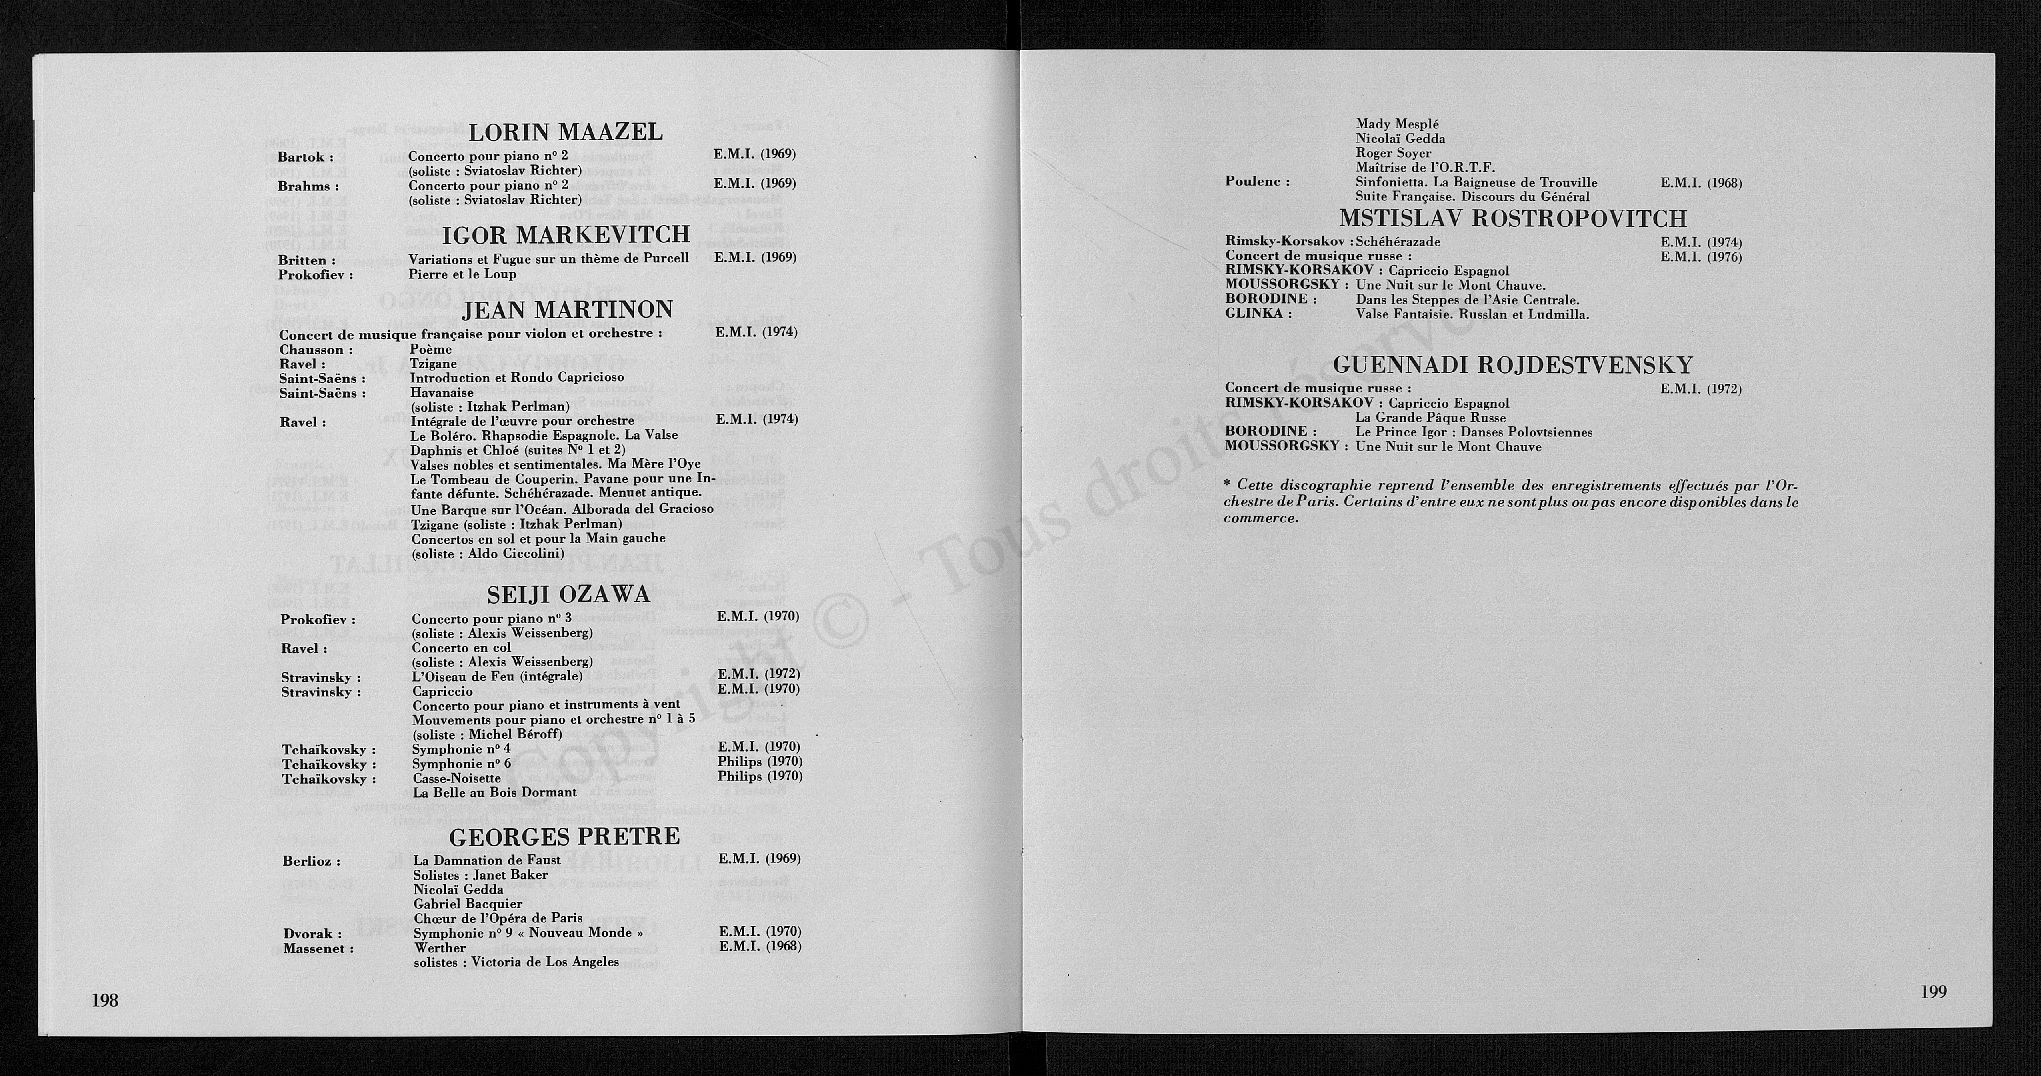 LORIN MAAZEL
Bartok : Concerto pour piano n° 2 E.M.I. (1969)
(soliste : Sviatoslav Richter)
Brahms : Concerto pour piano n° 2 E.M.I. (1969)
(soliste : Sviatoslav Richter)
IGOR MARKEVITCH
Britten : Variations et Fugue sur un thème de Purcell E.M.I. (1969)
Prokofiev : Pierre et le Loup
JEAN MARTINON
Concert de musique française pour violon et orchestre : E.M.I. (1974)
Chausson : Poème
Ravel : Tzigane
Saint-Saëns : Introduction et Rondo Capricioso
Saint-Saëns : Havanaise
(soliste : Itzhak Perlman)
Ravel : Intégrale de l'œuvre pour orchestre E.M.I. (1974)
Le Boléro. Rhapsodie Espagnole. La Valse
Daphnis et Chloé (suites N° 1 et 2)
Valses nobles et sentimentales. Ma Mère l'Oye
Le Tombeau de Couperin. Pavane pour une In-
fante défunte. Schéhérazade. Menuet antique.
Une Barque sur l'Océan. Alborada del Gracioso
Tzigane (soliste : Itzhak Perlman)
Concertos en sol et pour la Main gauche
(soliste : Aldo Ciccolini)
SEIJI OZAWA
Prokofiev : Concerto pour piano n° 3 E.M.I. (1970)
(soliste : Alexis Weissenberg)
Ravel : Concerto en col
(soliste : Alexis Weissenberg)
Stravinsky : L'Oiseau de Feu (intégrale) E.M.I. (1972)
Stravinsky : Capriccio E.M.I. (1970)
Concerto pour piano et instruments à vent
Mouvements pour piano et orchestre n° 1 à 5
(soliste : Michel Béroff)
Tchaïkovsky : Symphonie n° 4 E.M.I. (1970)
Tchaïkovsky : Symphonie n° 6 Philips (1970)
Tchaïkovsky : Casse-Noisette Philips (1970)
La Belle au Bois Dormant
GEORGES PRETRE
Berlioz : La Damnation de Faust E.M.I. (1969)
Solistes : Janet Baker
Nicolaï Gedda
Gabriel Bacquier
Chœur de l'Opéra de Paris
Dvorak : Symphonie n° 9 « Nouveau Monde » E.M.I. (1970)
Massenet : Werther E.M.I. (1968)
solistes : Victoria de Los Angeles
198
Mady Mesplé
Nicolaï Gedda
Roger Soyer
Maîtrise de l'O.R.T.F.
Poulenc : Sinfonietta. La Baigneuse de Trouville E.M.I. (1968)
Suite Française. Discours du Général
MSTISLAV ROSTROPOVITCH
Rimsky-Korsakov : Schéhérazade E.M.I. (1974)
Concert de musique russe : E.M.I. (1976)
RIMSKY-KORSAKOV : Capriccio Espagnol
MOUSSORGSKY : Une Nuit sur le Mont Chauve.
BORODINE : Dans les Steppes de l'Asie Centrale.
GLINKA : Valse Fantaisie. Russlan et Ludmilla.
GUENNADI ROJDESTVENSKY
Concert de musique russe : E.M.I. (1972)
RIMSKY-KORSAKOV : Capriccio Espagnol
La Grande Pâque Russe
BORODINE : Le Prince Igor : Danses Polovtsiennes
MOUSSORGSKY : Une Nuit sur le Mont Chauve
* Cette discographie reprend l'ensemble des enregistrements effectués par l'Or-
chestre de Paris. Certains d'entre eux ne sont plus ou pas encore disponibles dans le
commerce.
199
Copyright © - Tous droits réservé